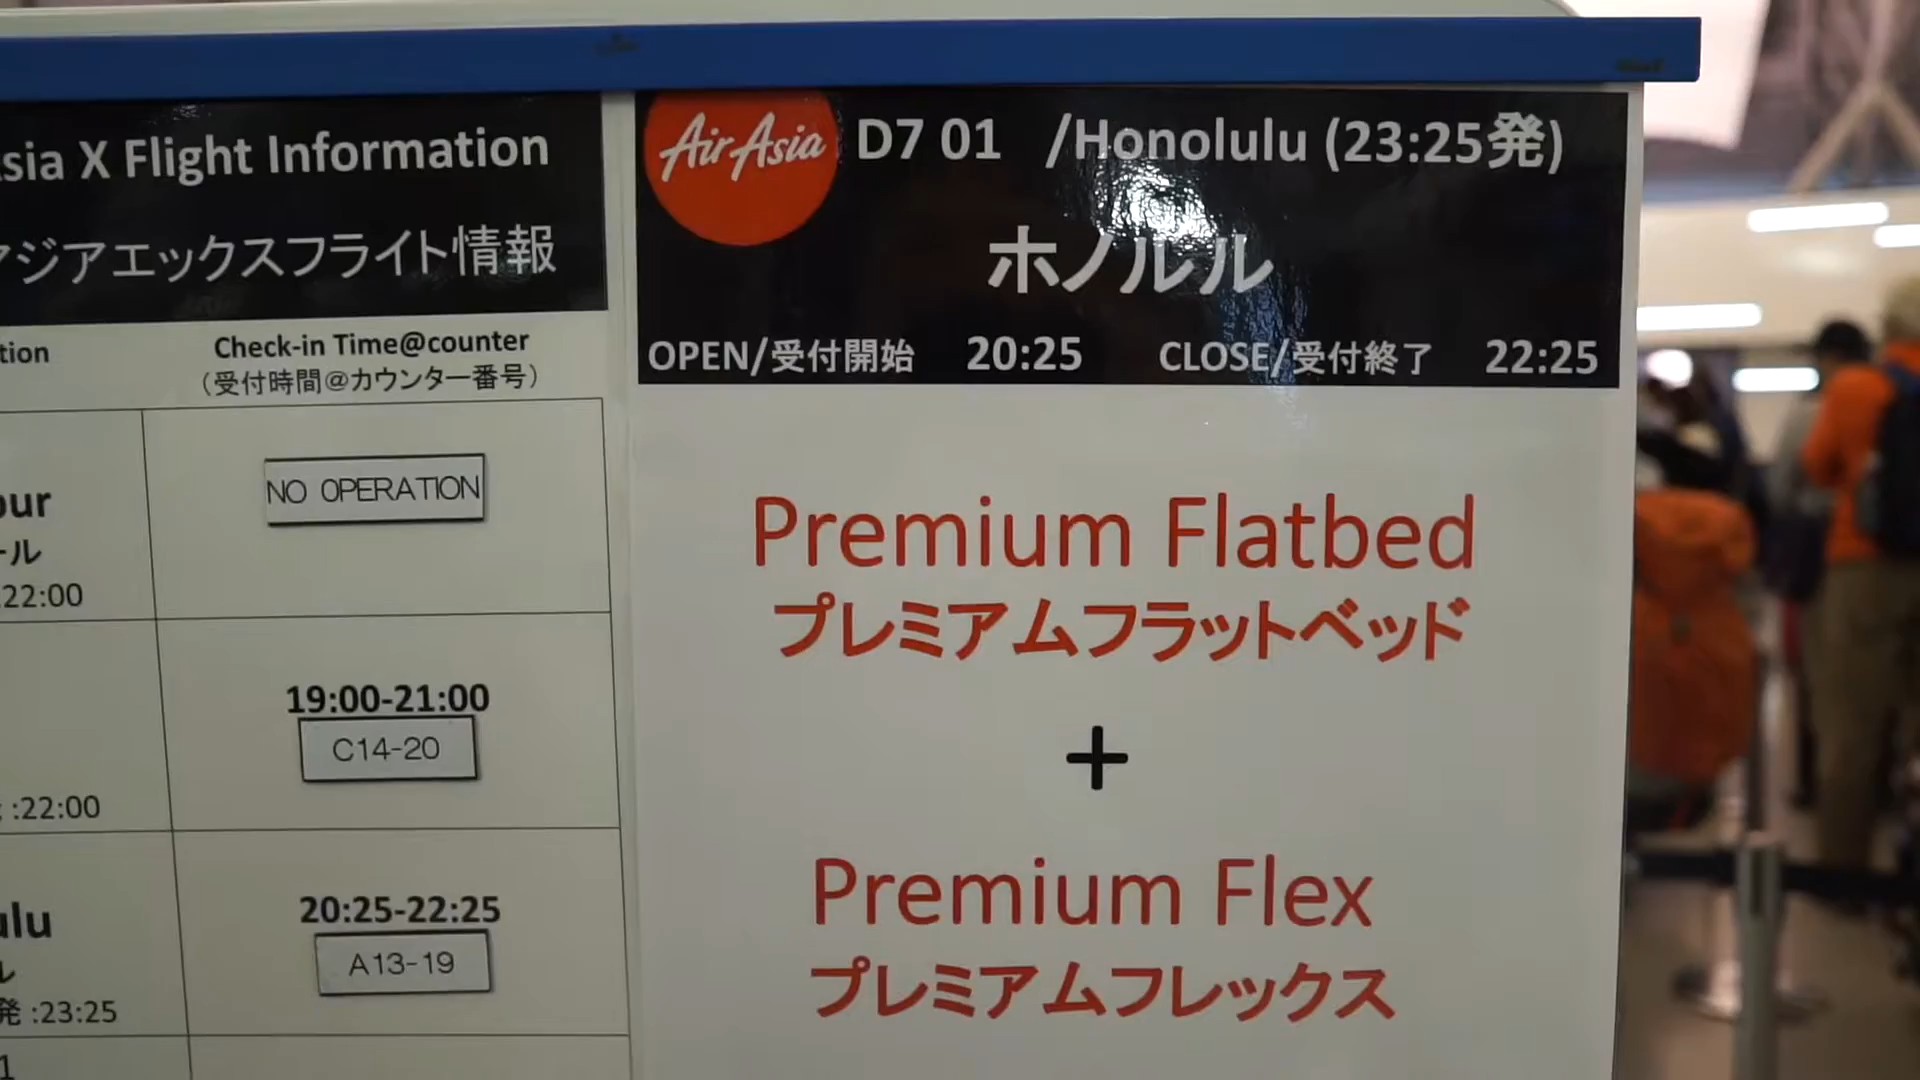 sia X Flight Information
アジアエックスフライト情報
tion
Check-in Time@counter
（受付時間@カウンター番号）
our
ール
22:00
NO OPERATION
:22:00
19:00-21:00
C14-20
ulu
ル
発 :23:25
20:25-22:25
A13-19
1
AirAsia
D7 01 /Honolulu (23:25発)
ホノルル
OPEN/受付開始 20:25 CLOSE/受付終了 22:25
Premium Flatbed
プレミアムフラットベッド
+
Premium Flex
プレミアムフレックス